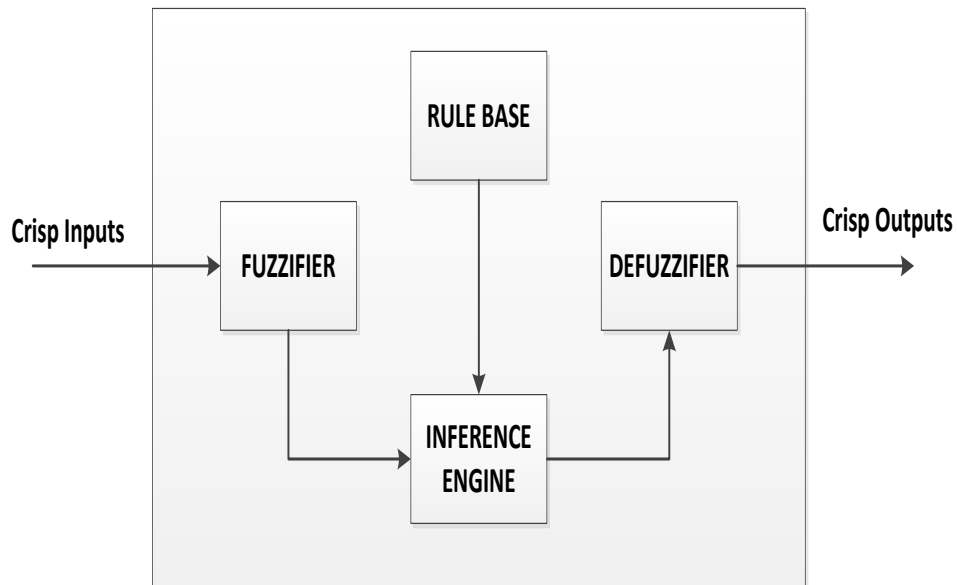 RULE BASE
Crisp Inputs
FUZZIFIER
DEFUZZIFIER
Crisp Outputs
INFERENCE
ENGINE